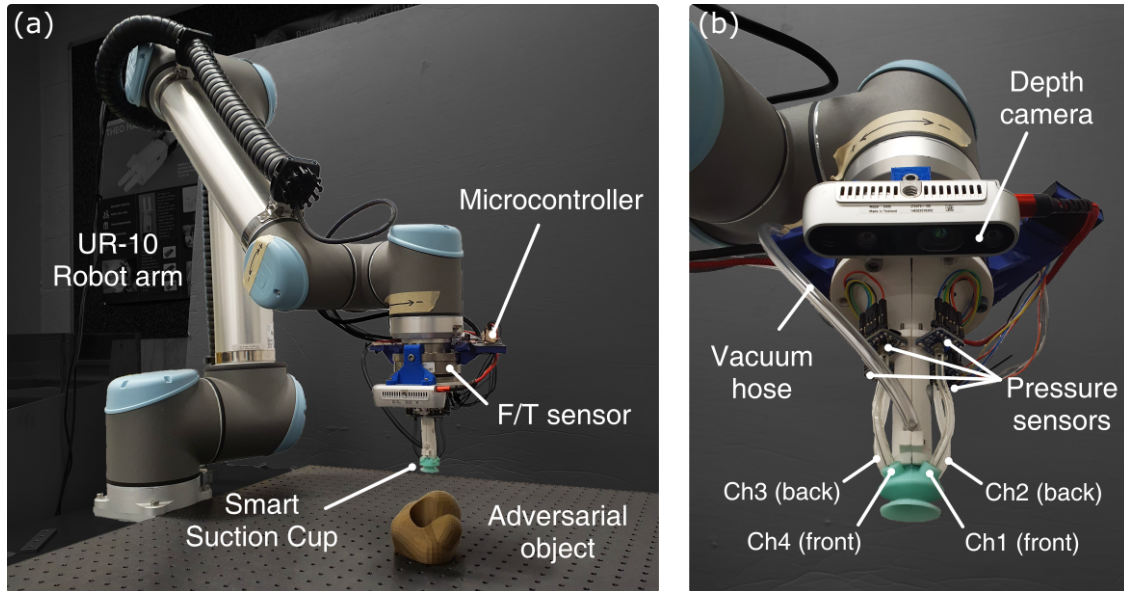 (a)
Microcontroller
UR-10
Robot arm
F/T sensor
Smart
Suction Cup
Adversarial
object
(b)
Depth
camera
Vacuum
hose
Pressure
sensors
Ch3 (back)
Ch2 (back)
Ch4 (front)
Ch1 (front)